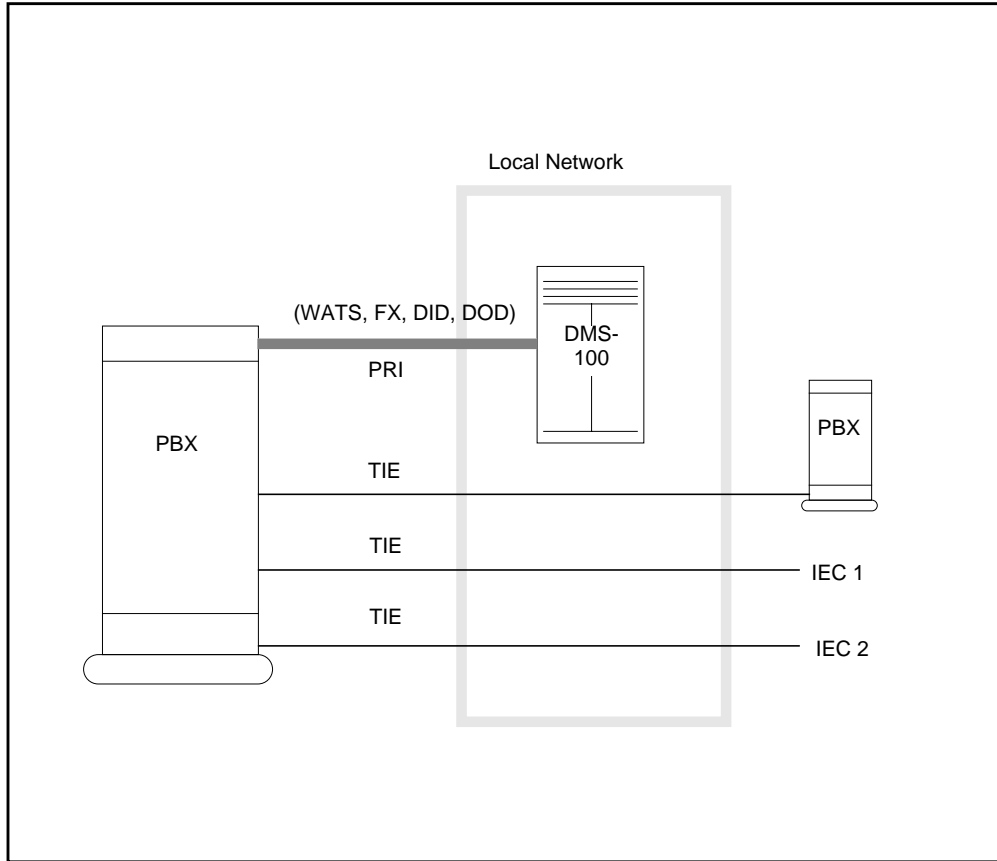 Local Network
(WATS, FX, DID, DOD)
DMS-
100
PRI
PBX
PBX
TIE
TIE
IEC 1
TIE
IEC 2